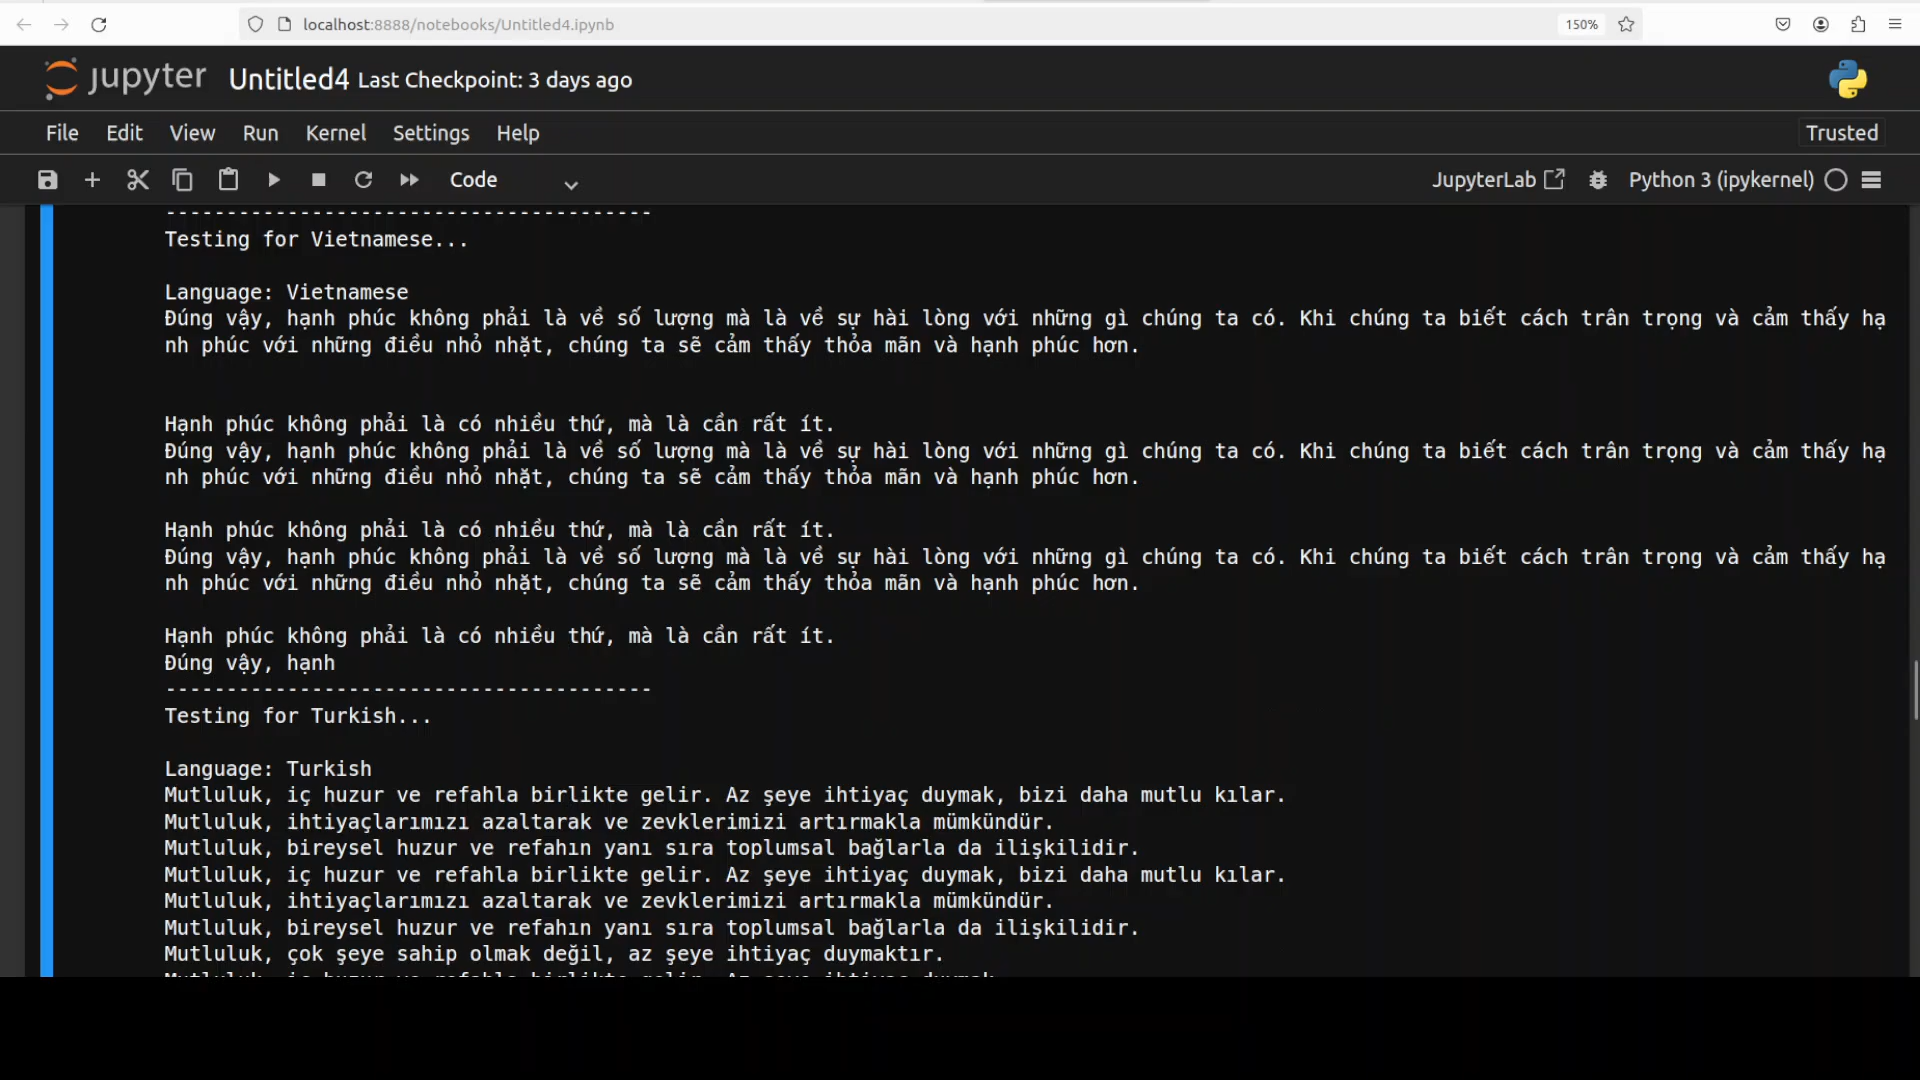 localhost:8888/notebooks/Untitled4.ipynb
150%
jupyter Untitled4 Last Checkpoint: 3 days ago
File Edit View Run Kernel Settings Help
Trusted
Code
JupyterLab
Python 3 (ipykernel)
----------------------------------------
Testing for Vietnamese...
Language: Vietnamese
Đúng vậy, hạnh phúc không phải là về số lượng mà là về sự hài lòng với những gì chúng ta có. Khi chúng ta biết cách trân trọng và cảm thấy hạ
nh phúc với những điều nhỏ nhặt, chúng ta sẽ cảm thấy thỏa mãn và hạnh phúc hơn.
Hạnh phúc không phải là có nhiều thứ, mà là cần rất ít.
Đúng vậy, hạnh phúc không phải là về số lượng mà là về sự hài lòng với những gì chúng ta có. Khi chúng ta biết cách trân trọng và cảm thấy hạ
nh phúc với những điều nhỏ nhặt, chúng ta sẽ cảm thấy thỏa mãn và hạnh phúc hơn.
Hạnh phúc không phải là có nhiều thứ, mà là cần rất ít.
Đúng vậy, hạnh phúc không phải là về số lượng mà là về sự hài lòng với những gì chúng ta có. Khi chúng ta biết cách trân trọng và cảm thấy hạ
nh phúc với những điều nhỏ nhặt, chúng ta sẽ cảm thấy thỏa mãn và hạnh phúc hơn.
Hạnh phúc không phải là có nhiều thứ, mà là cần rất ít.
Đúng vậy, hạnh
----------------------------------------
Testing for Turkish...
Language: Turkish
Mutluluk, iç huzur ve refahla birlikte gelir. Az şeye ihtiyaç duymak, bizi daha mutlu kılar.
Mutluluk, ihtiyaçlarımızı azaltarak ve zevklerimizi artırmakla mümkündür.
Mutluluk, bireysel huzur ve refahın yanı sıra toplumsal bağlarla da ilişkilidir.
Mutluluk, iç huzur ve refahla birlikte gelir. Az şeye ihtiyaç duymak, bizi daha mutlu kılar.
Mutluluk, ihtiyaçlarımızı azaltarak ve zevklerimizi artırmakla mümkündür.
Mutluluk, bireysel huzur ve refahın yanı sıra toplumsal bağlarla da ilişkilidir.
Mutluluk, çok şeye sahip olmak değil, az şeye ihtiyaç duymaktır.